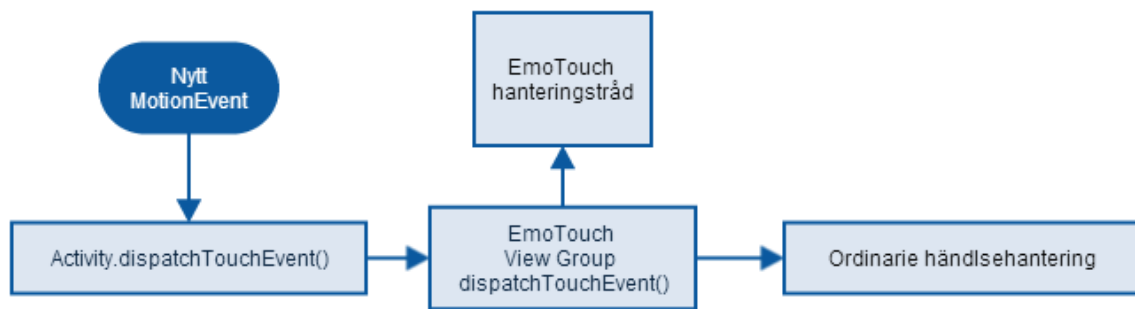 Nytt
MotionEvent
EmoTouch
hanteringstråd
Activity.dispatchTouchEvent()
EmoTouch
View Group
dispatchTouchEvent()
Ordinarie händlsehantering